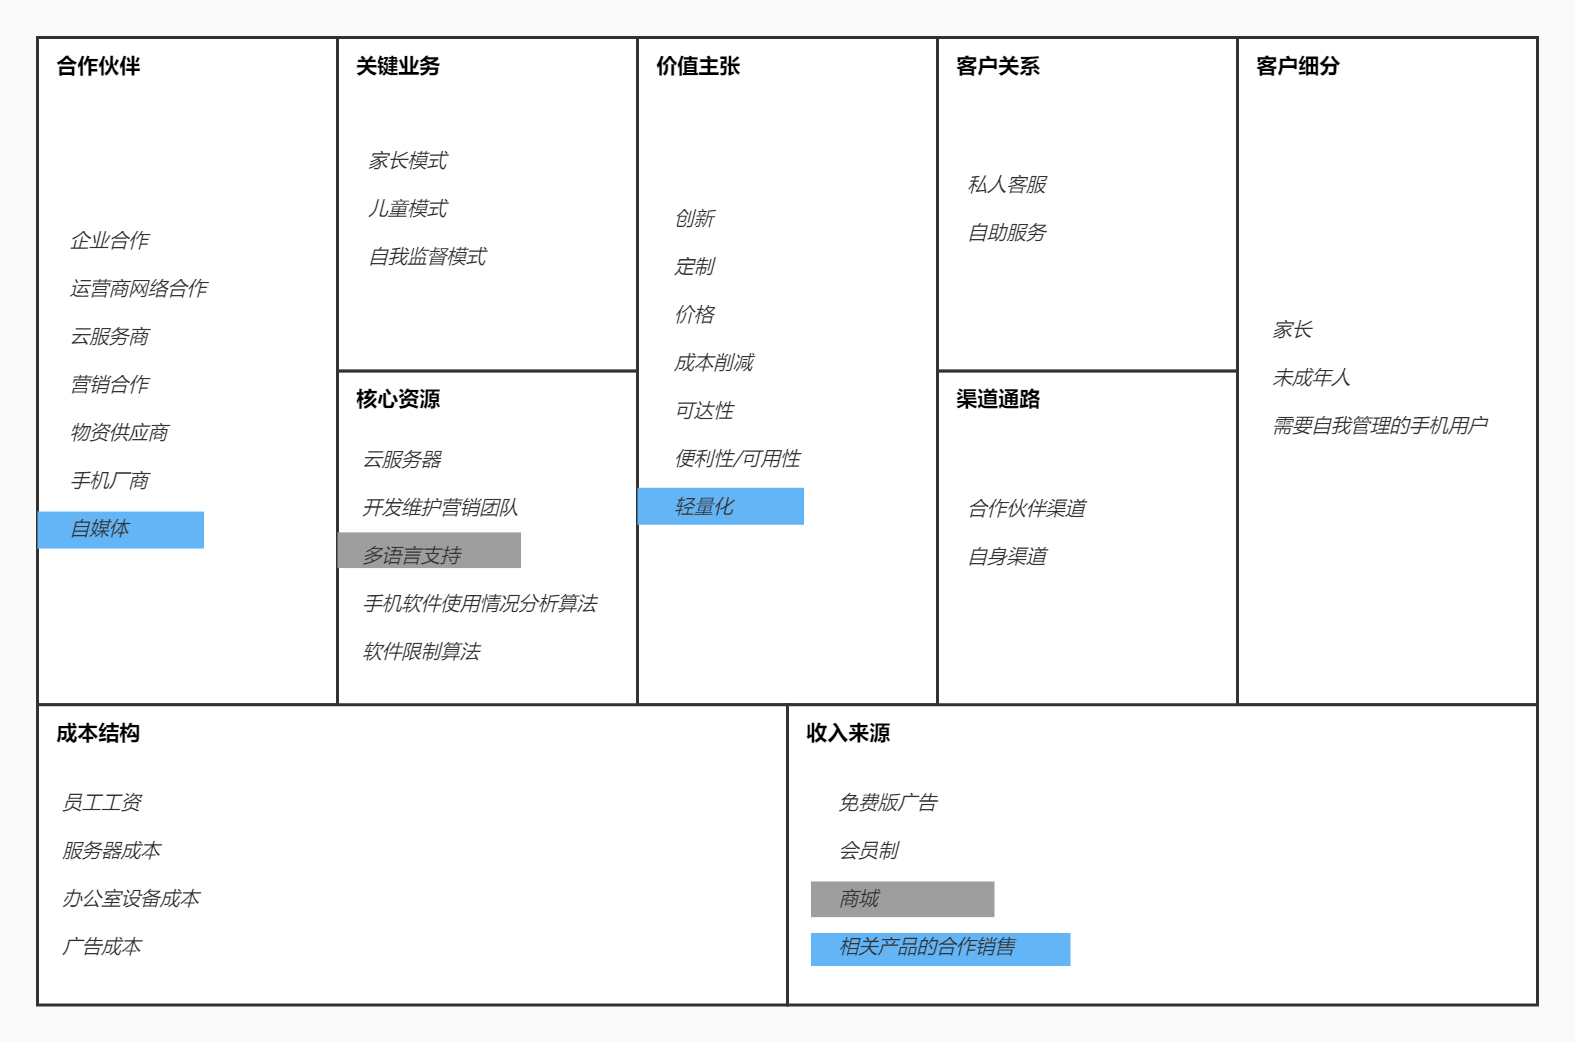 合作伙伴
企业合作
运营商网络合作
云服务商
营销合作
物资供应商
手机厂商
自媒体
关键业务
家长模式
儿童模式
自我监督模式
核心资源
云服务器
开发维护营销团队
多语言支持
手机软件使用情况分析算法
软件限制算法
价值主张
创新
定制
价格
成本削减
可达性
便利性/可用性
轻量化
客户关系
私人客服
自助服务
渠道通路
合作伙伴渠道
自身渠道
客户细分
家长
未成年人
需要自我管理的手机用户
成本结构
员工工资
服务器成本
办公室设备成本
广告成本
收入来源
免费版广告
会员制
商城
相关产品的合作销售